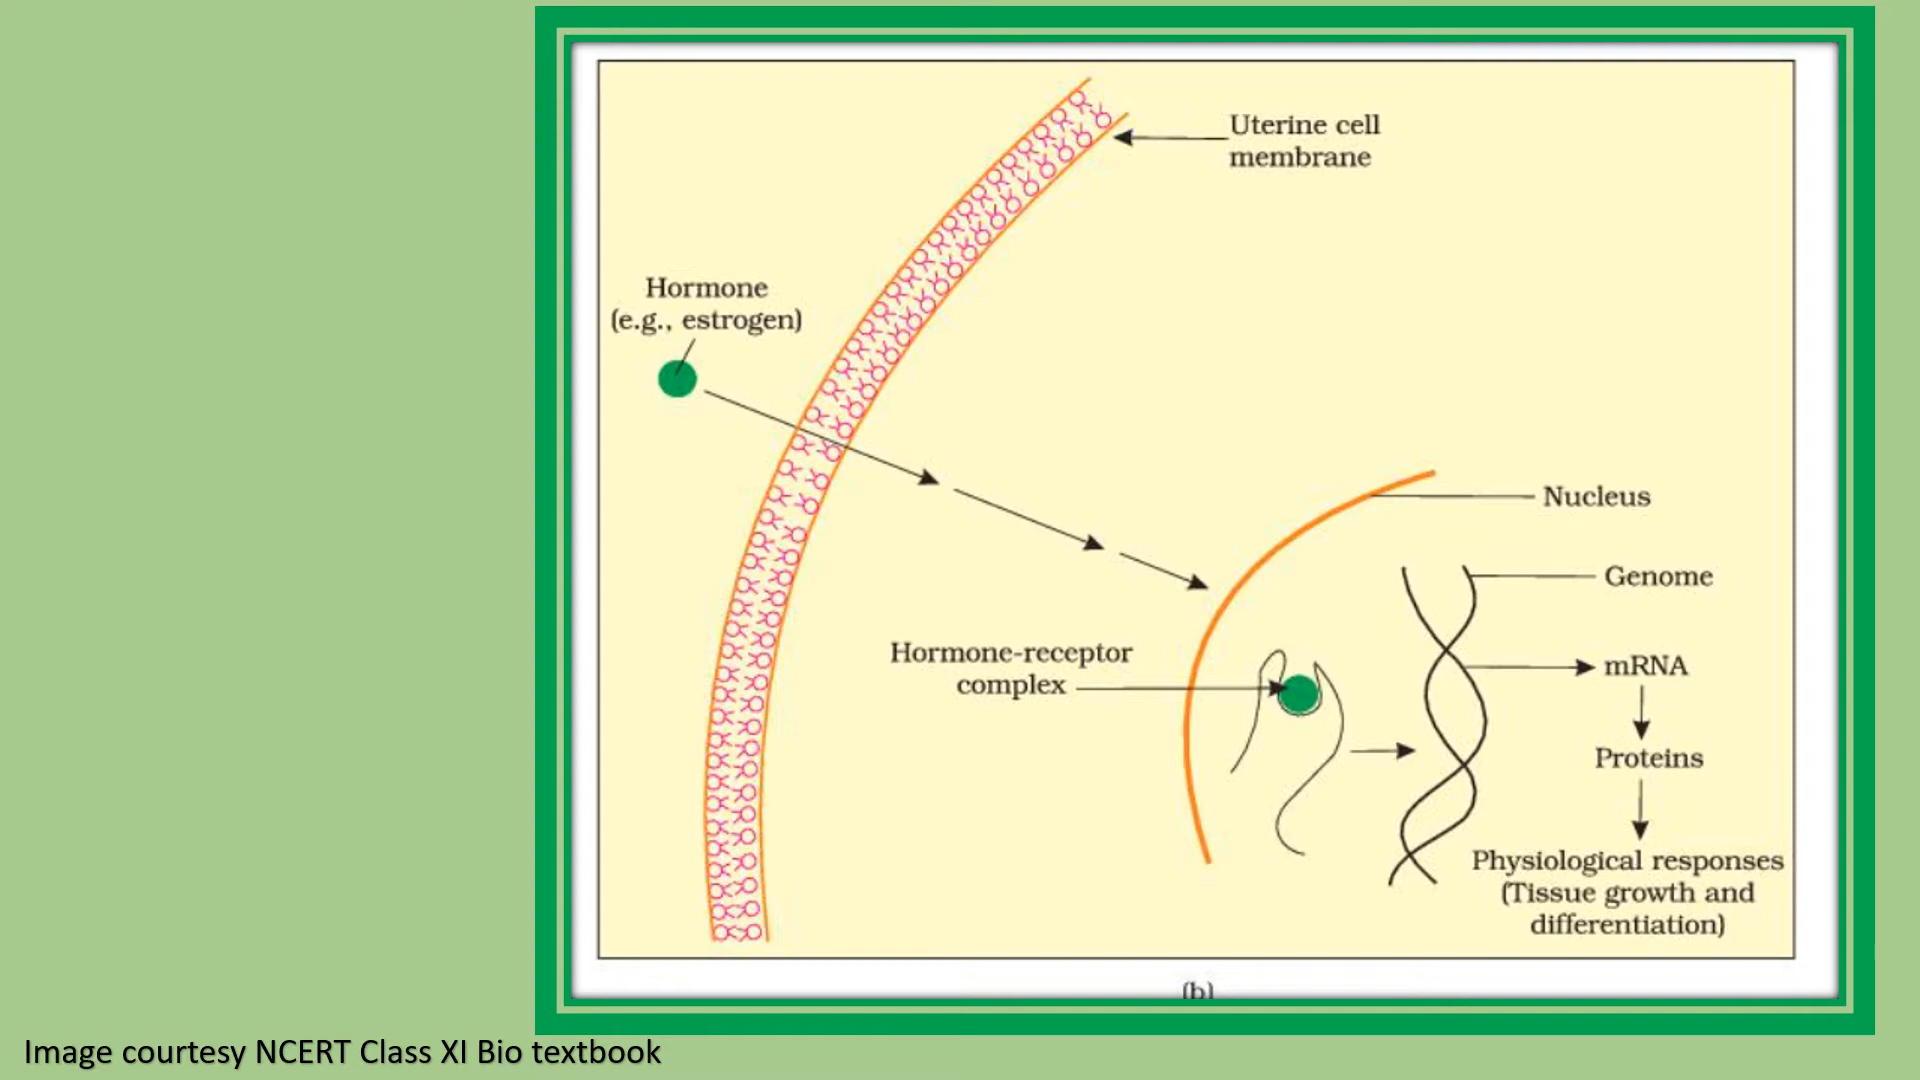 Uterine cell
membrane
Hormone
(e.g., estrogen)
Nucleus
Genome
Hormone-receptor
complex
mRNA
Proteins
Physiological responses
(Tissue growth and
differentiation)
(b)
Image courtesy NCERT Class XI Bio textbook